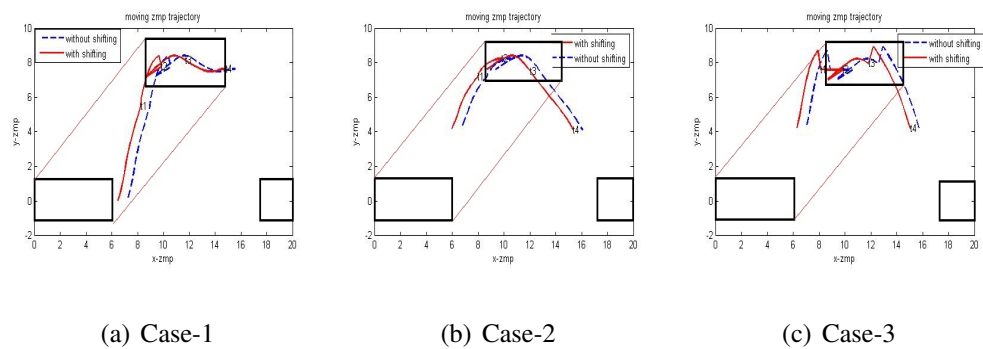 moving zmp trajectory
without shifting
with shifting
y-zmp
10
8
6
4
2
0
-2
t1
t3
t4
0 2 4 6 8 10 12 14 16 18 20
x-zmp
(a) Case-1
moving zmp trajectory
with shifting
without shifting
y-zmp
10
8
6
4
2
0
-2
t1
t3
t4
0 2 4 6 8 10 12 14 16 18 20
x-zmp
(b) Case-2
moving zmp trajectory
without shifting
with shifting
y-zmp
10
8
6
4
2
0
-2
t3
t4
0 2 4 6 8 10 12 14 16 18 20
x-zmp
(c) Case-3